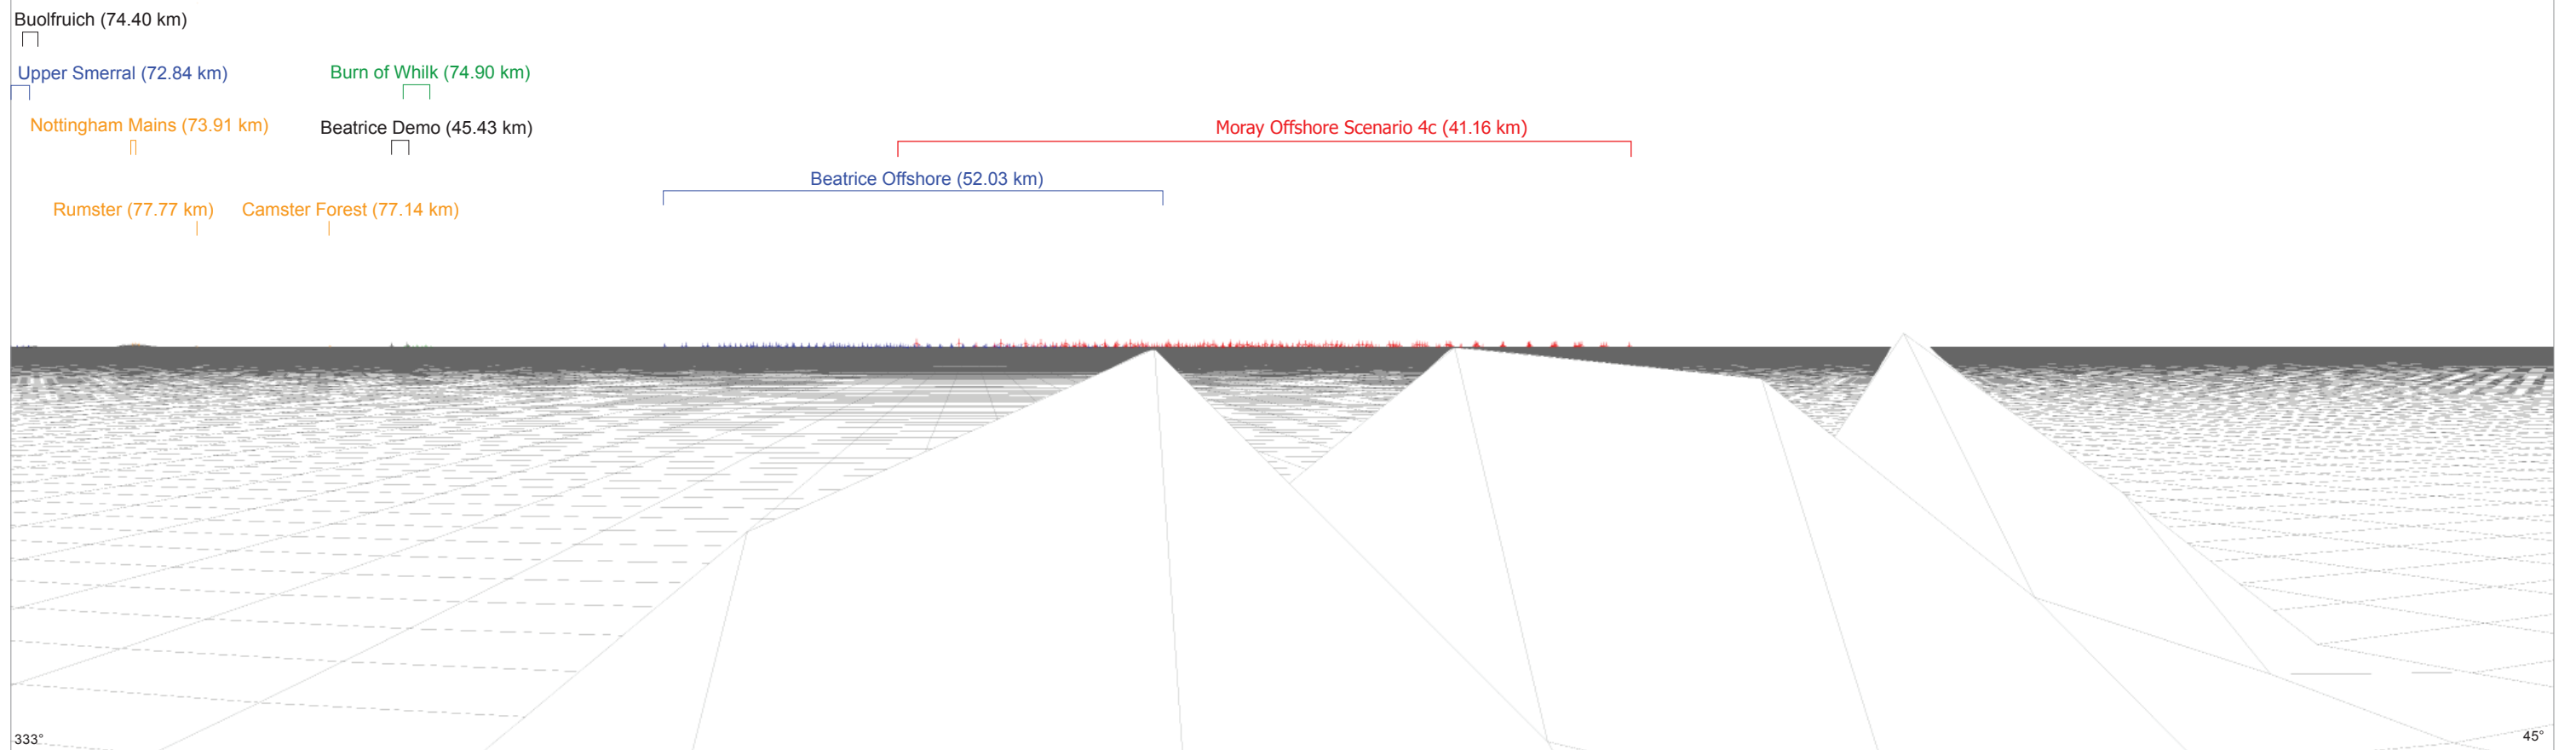 Buolfruich (74.40 km)
Upper Smerral (72.84 km)
Burn of Whilk (74.90 km)
Nottingham Mains (73.91 km)
Beatrice Demo (45.43 km)
Moray Offshore Scenario 4c (41.16 km)
Beatrice Offshore (52.03 km)
Rumster (77.77 km)
Camster Forest (77.14 km)
333°
45°